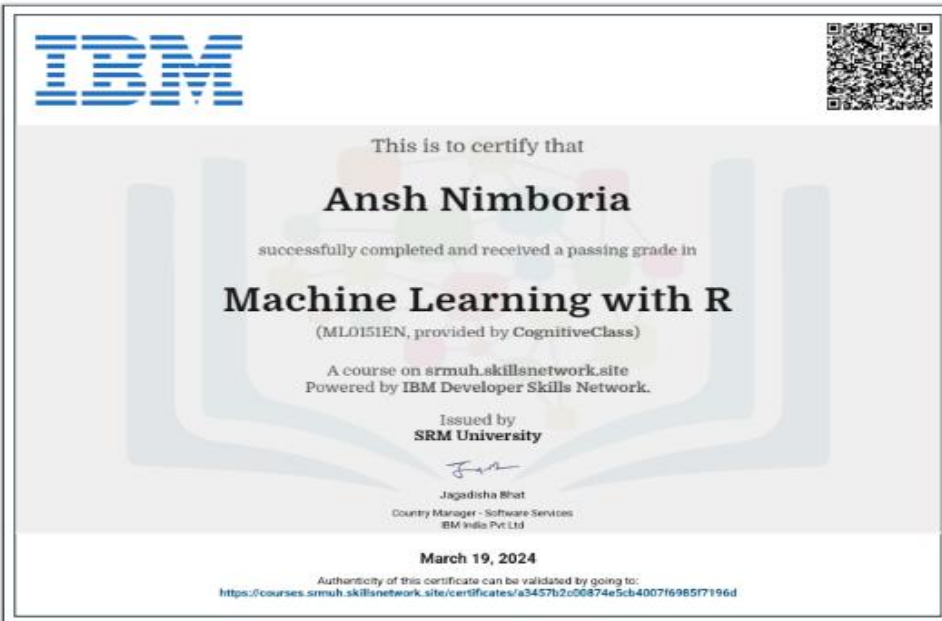 IBM
This is to certify that
Ansh Nimboria
successfully completed and received a passing grade in
Machine Learning with R
(ML0151EN, provided by CognitiveClass)
A course on srmuh.skillsnetwork.site
Powered by IBM Developer Skills Network.
Issued by
SRM University
Jagadisha Bhat
Country Manager - Software Services
IBM India Pvt Ltd
March 19, 2024
Authenticity of this certificate can be validated by going to:
https://courses.srmuh.skillsnetwork.site/certificates/a3457b2c00874e5cb4007f6985f7196d